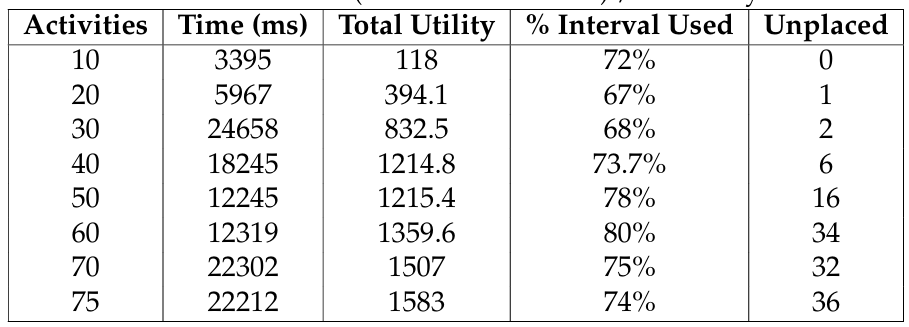 Activities Time (ms) Total Utility % Interval Used Unplaced
10 3395 118 72% 0
20 5967 394.1 67% 1
30 24658 832.5 68% 2
40 18245 1214.8 73.7% 6
50 12245 1215.4 78% 16
60 12319 1359.6 80% 34
70 22302 1507 75% 32
75 22212 1583 74% 36